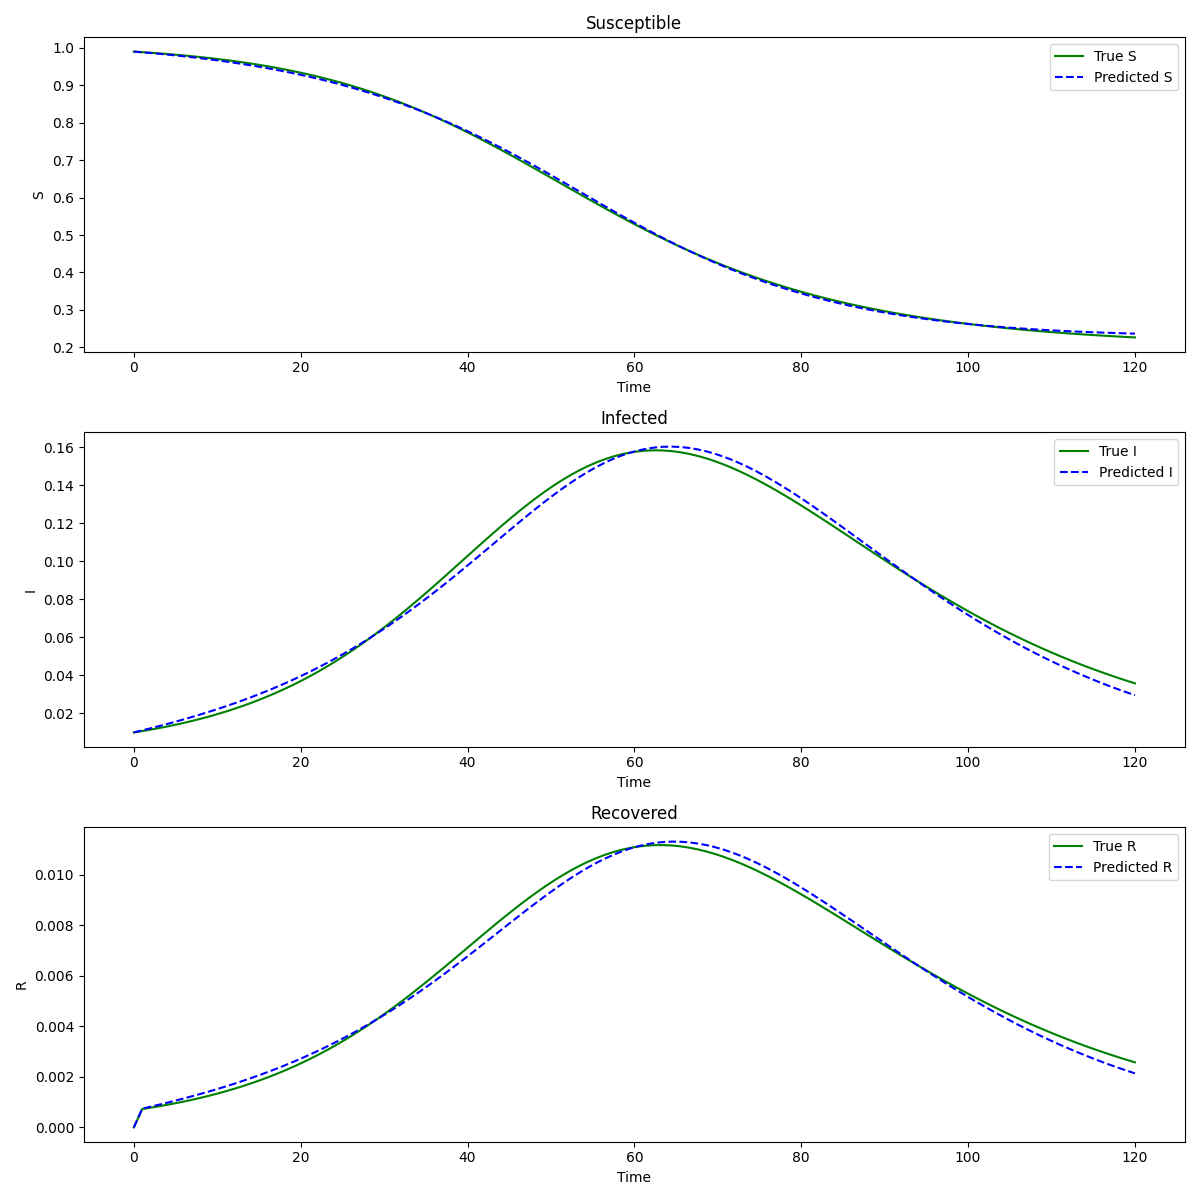 Susceptible
1.0
0.9
0.8
0.7
0.6
0.5
0.4
0.3
0.2
S
True S
Predicted S
0 20 40 60 80 100 120
Time
Infected
0.16
0.14
0.12
0.10
0.08
0.06
0.04
0.02
I
True I
Predicted I
0 20 40 60 80 100 120
Time
Recovered
0.010
0.008
0.006
0.004
0.002
0.000
R
True R
Predicted R
0 20 40 60 80 100 120
Time